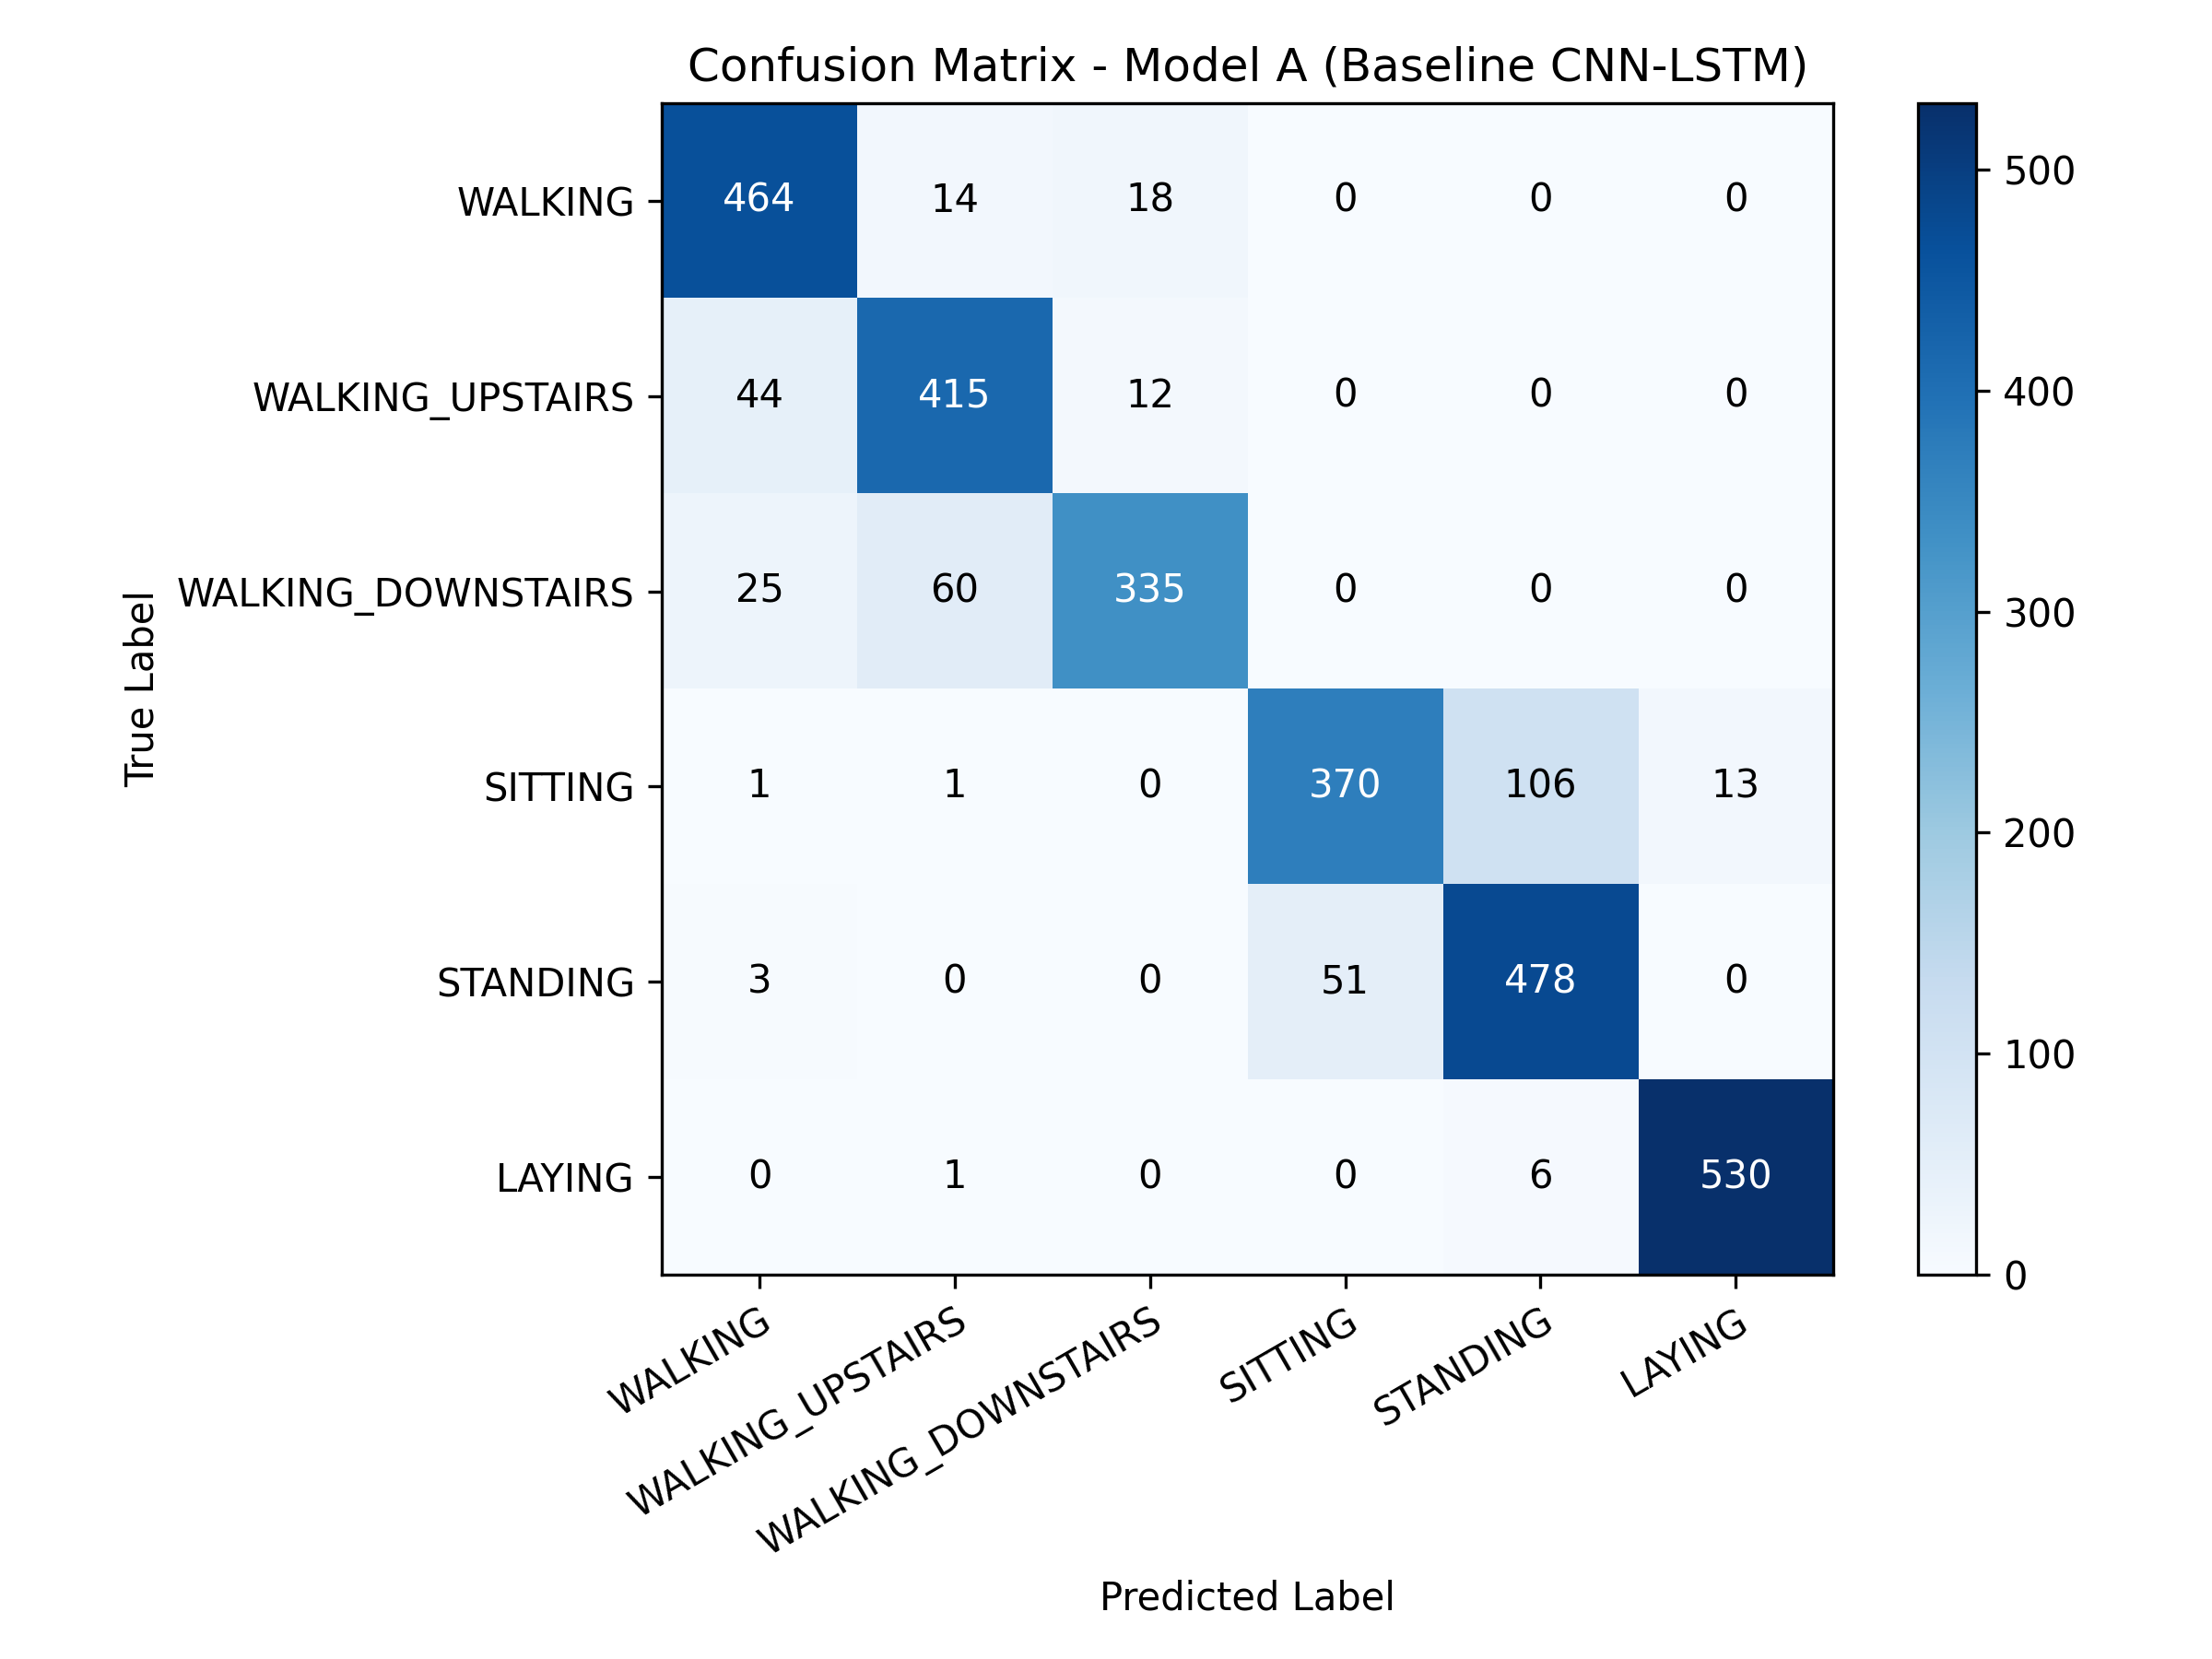 Confusion Matrix - Model A (Baseline CNN-LSTM)
True Label
WALKING 464 14 18 0 0 0
WALKING_UPSTAIRS 44 415 12 0 0 0
WALKING_DOWNSTAIRS 25 60 335 0 0 0
SITTING 1 1 0 370 106 13
STANDING 3 0 0 51 478 0
LAYING 0 1 0 0 6 530
WALKING
WALKING_UPSTAIRS
WALKING_DOWNSTAIRS
SITTING
STANDING
LAYING
Predicted Label
500
400
300
200
100
0